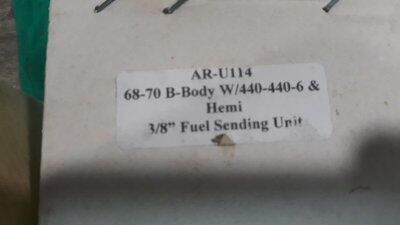 AR-U114
68-70 B-Body W/440-440-6 &
Hemi
3/8” Fuel Sending Unit